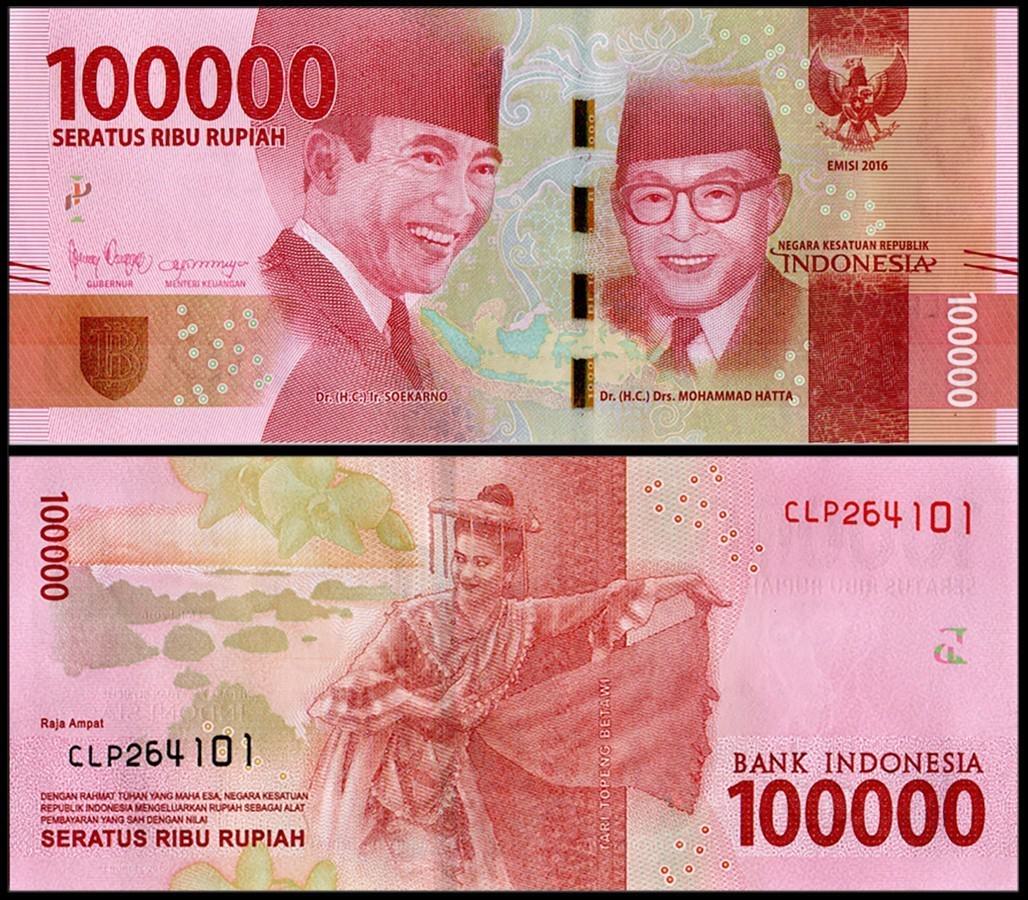 100000
SERATUS RIBU RUPIAH
EMISI 2016
NEGARA KESATUAN REPUBLIK
INDONESIA
GUBERNUR
MENTERI KEUANGAN
100000
Dr. (H.C.) Ir. SOEKARNO
Dr. (H.C.) Drs. MOHAMMAD HATTA
100000
CLP264101
Raja Ampat
CLP264101
TARI TOPENG BETAWI
BANK INDONESIA
100000
DENGAN RAHMAT TUHAN YANG MAHA ESA, NEGARA KESATUAN
REPUBLIK INDONESIA MENGELUARKAN RUPIAH SEBAGAI ALAT
PEMBAYARAN YANG SAH DENGAN NILAI
SERATUS RIBU RUPIAH